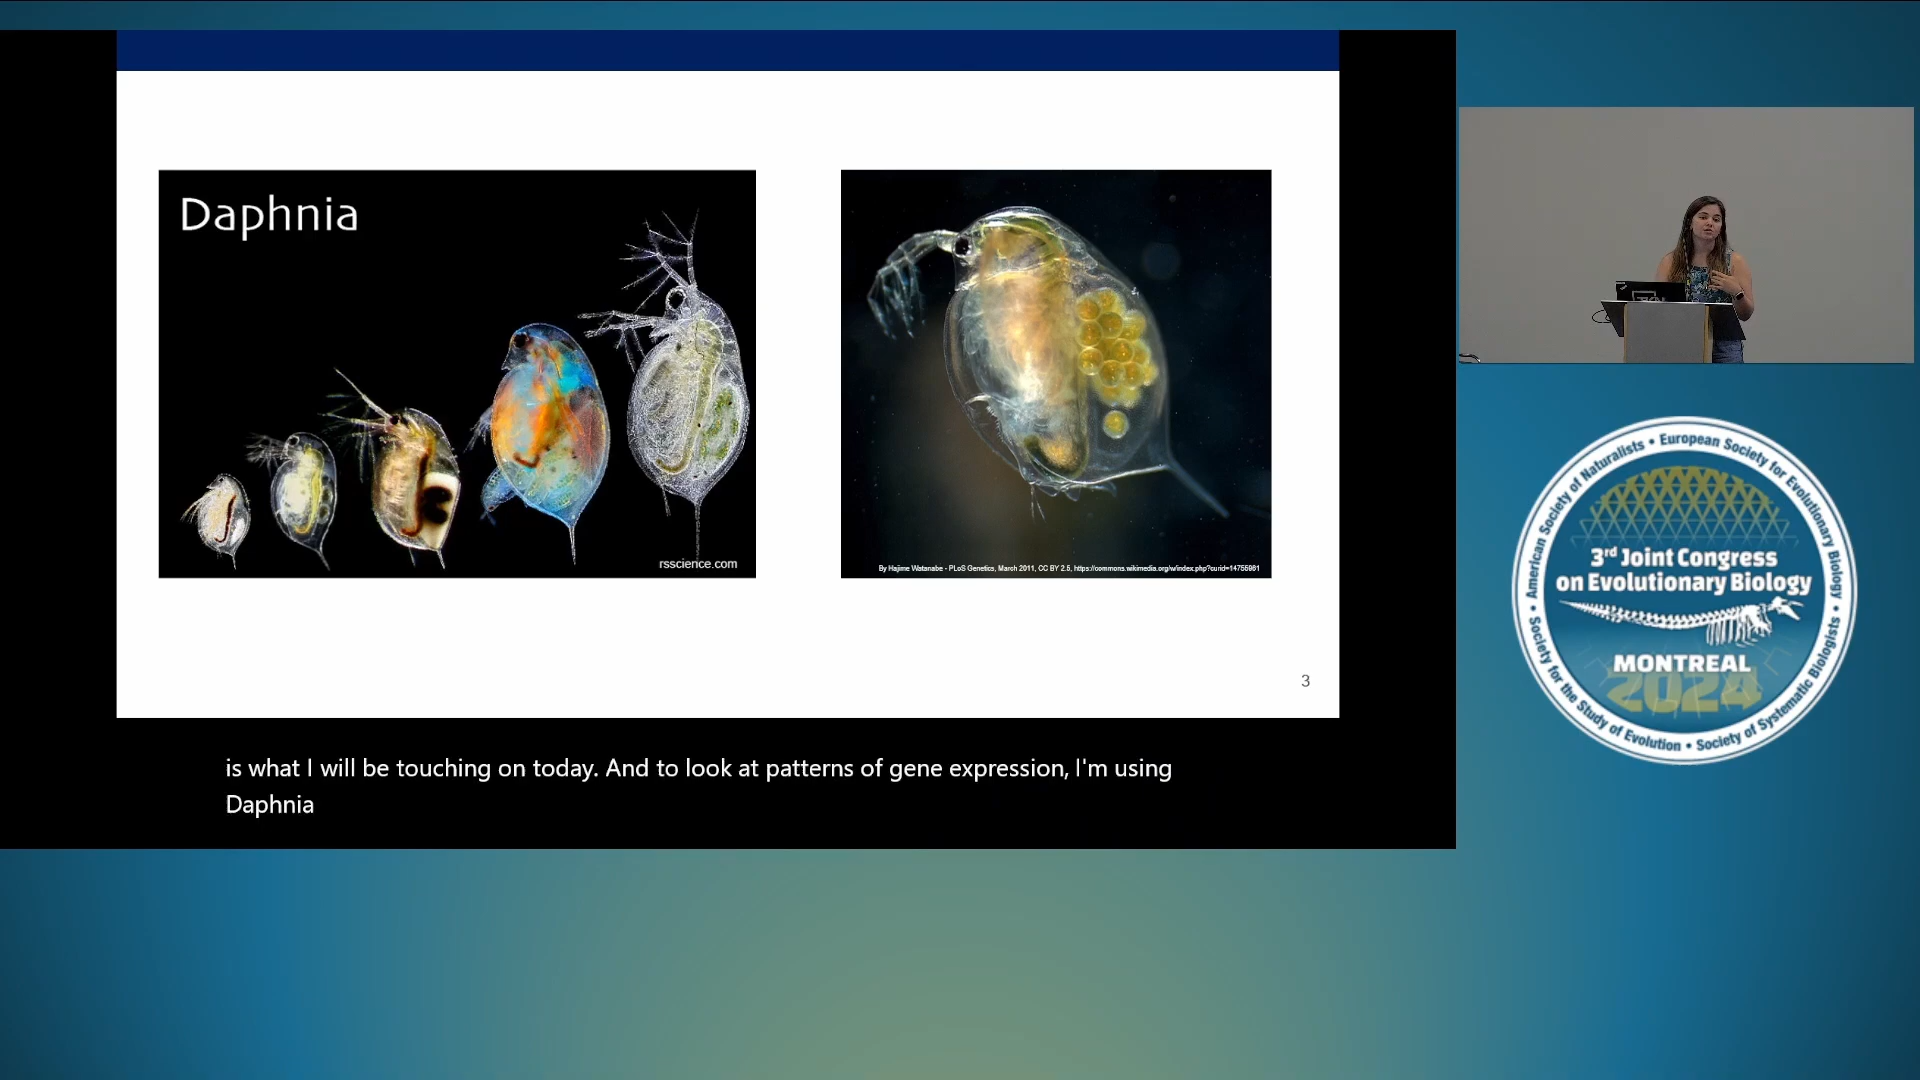 Daphnia
rsscience.com
By Hajime Watanabe - PLoS Genetics, March 2011, CC BY 2.5, https://commons.wikimedia.org/w/index.php?curid=14755981
3
is what I will be touching on today. And to look at patterns of gene expression, I'm using
Daphnia
American Society of Naturalists • European Society for Evolutionary Biology •
Society for the Study of Evolution • Society of Systematic Biologists •
3rd Joint Congress
on Evolutionary Biology
MONTREAL
2024